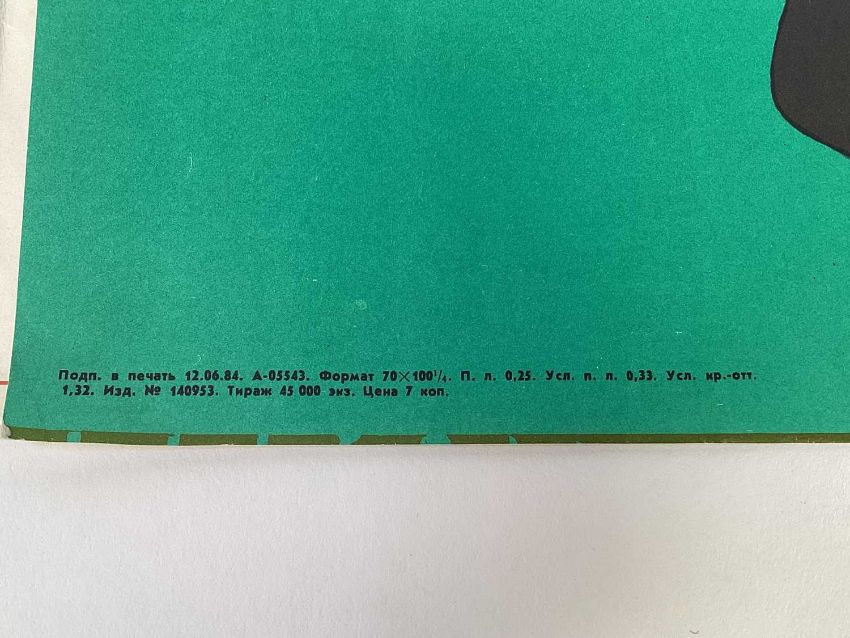 Подп. в печать 12.06.84. А-05543. Формат 70×100¹/₄. П. л. 0,25. Усл. п. л. 0,33. Усл. кр.-отт.
1,32. Изд. № 140953. Тираж 45 000 экз. Цена 7 коп.